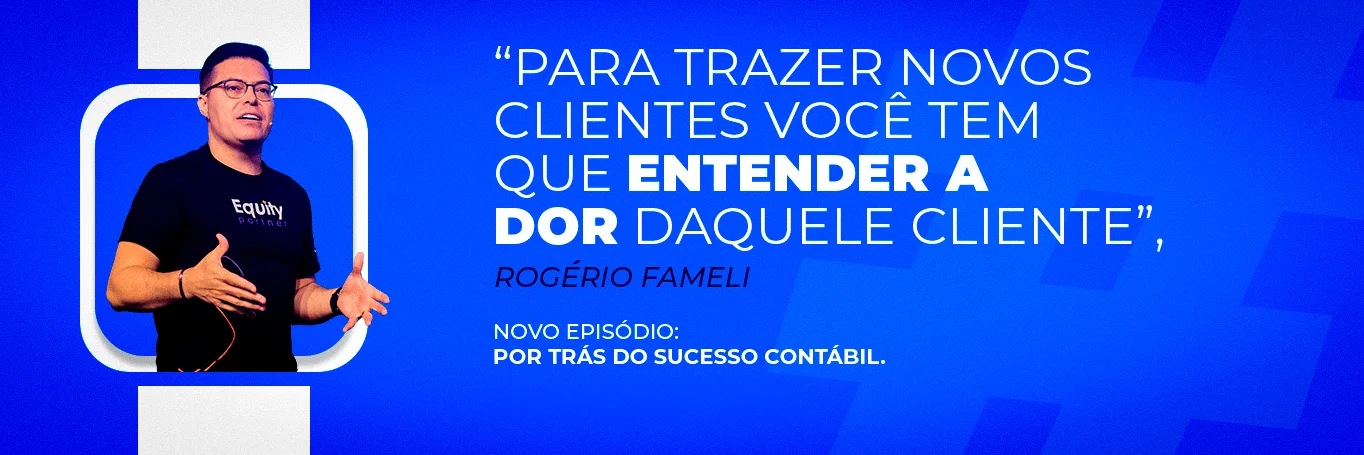 Equity
partner
“PARA TRAZER NOVOS
CLIENTES VOCÊ TEM
QUE ENTENDER A
DOR DAQUELE CLIENTE”,
ROGÉRIO FAMELI
NOVO EPISÓDIO:
POR TRÁS DO SUCESSO CONTÁBIL.